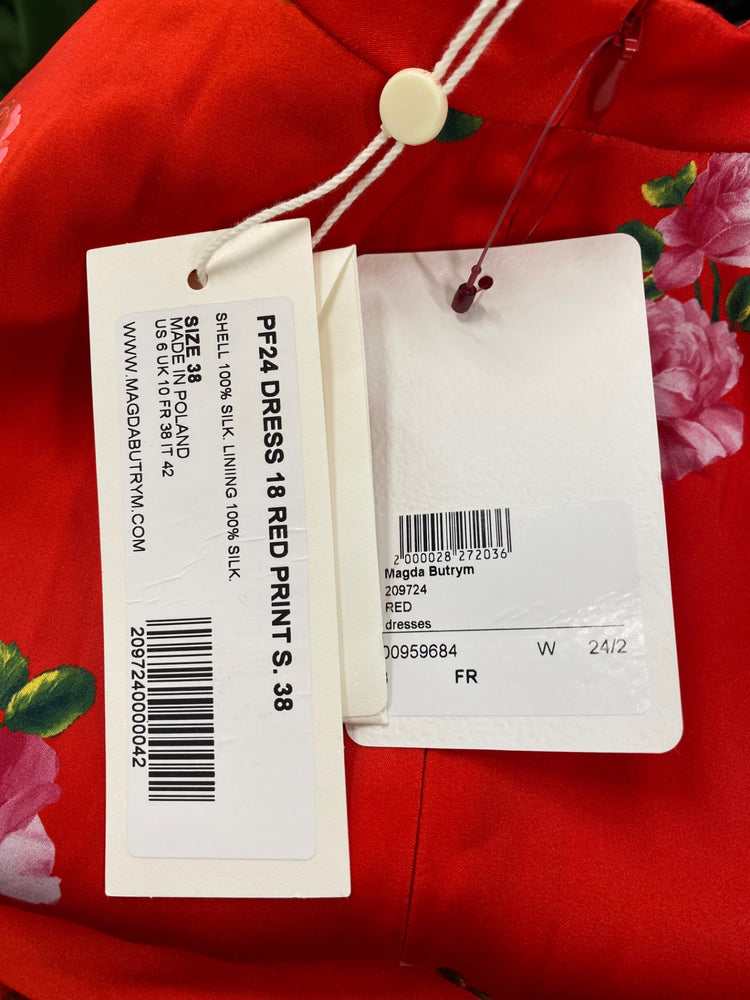 PF24 DRESS 18 RED PRINT S. 38
SHELL 100% SILK. LINIING 100% SILK.
SIZE 38
MADE IN POLAND
US 6 UK 10 FR 38 IT 42
WWW.MAGDABUTRYM.COM
2097240000042
2 000028 272036
Magda Butrym
209724
RED
dresses
00959684 W 24/2
FR